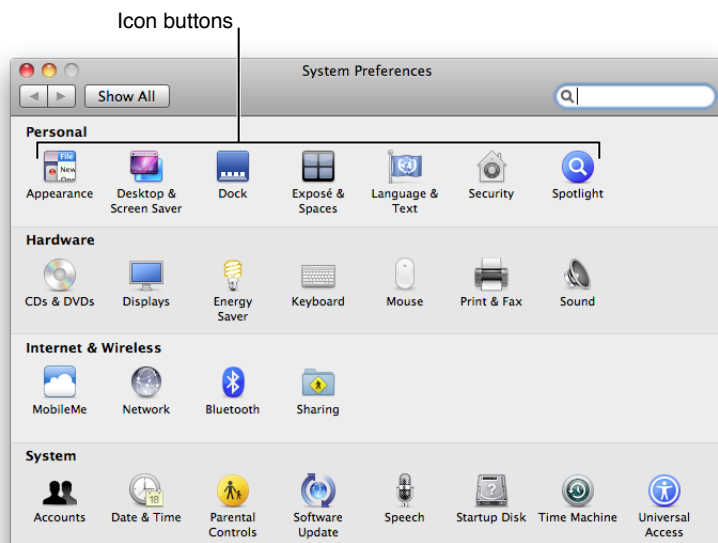 Icon buttons
System Preferences
Show All
Personal
File
New
Appearance
Desktop &
Screen Saver
Dock
Exposé &
Spaces
Language &
Text
Security
Spotlight
Hardware
CDs & DVDs
Displays
Energy
Saver
Keyboard
Mouse
Print & Fax
Sound
Internet & Wireless
MobileMe
Network
Bluetooth
Sharing
System
18
?
Accounts
Date & Time
Parental
Controls
Software
Update
Speech
Startup Disk
Time Machine
Universal
Access